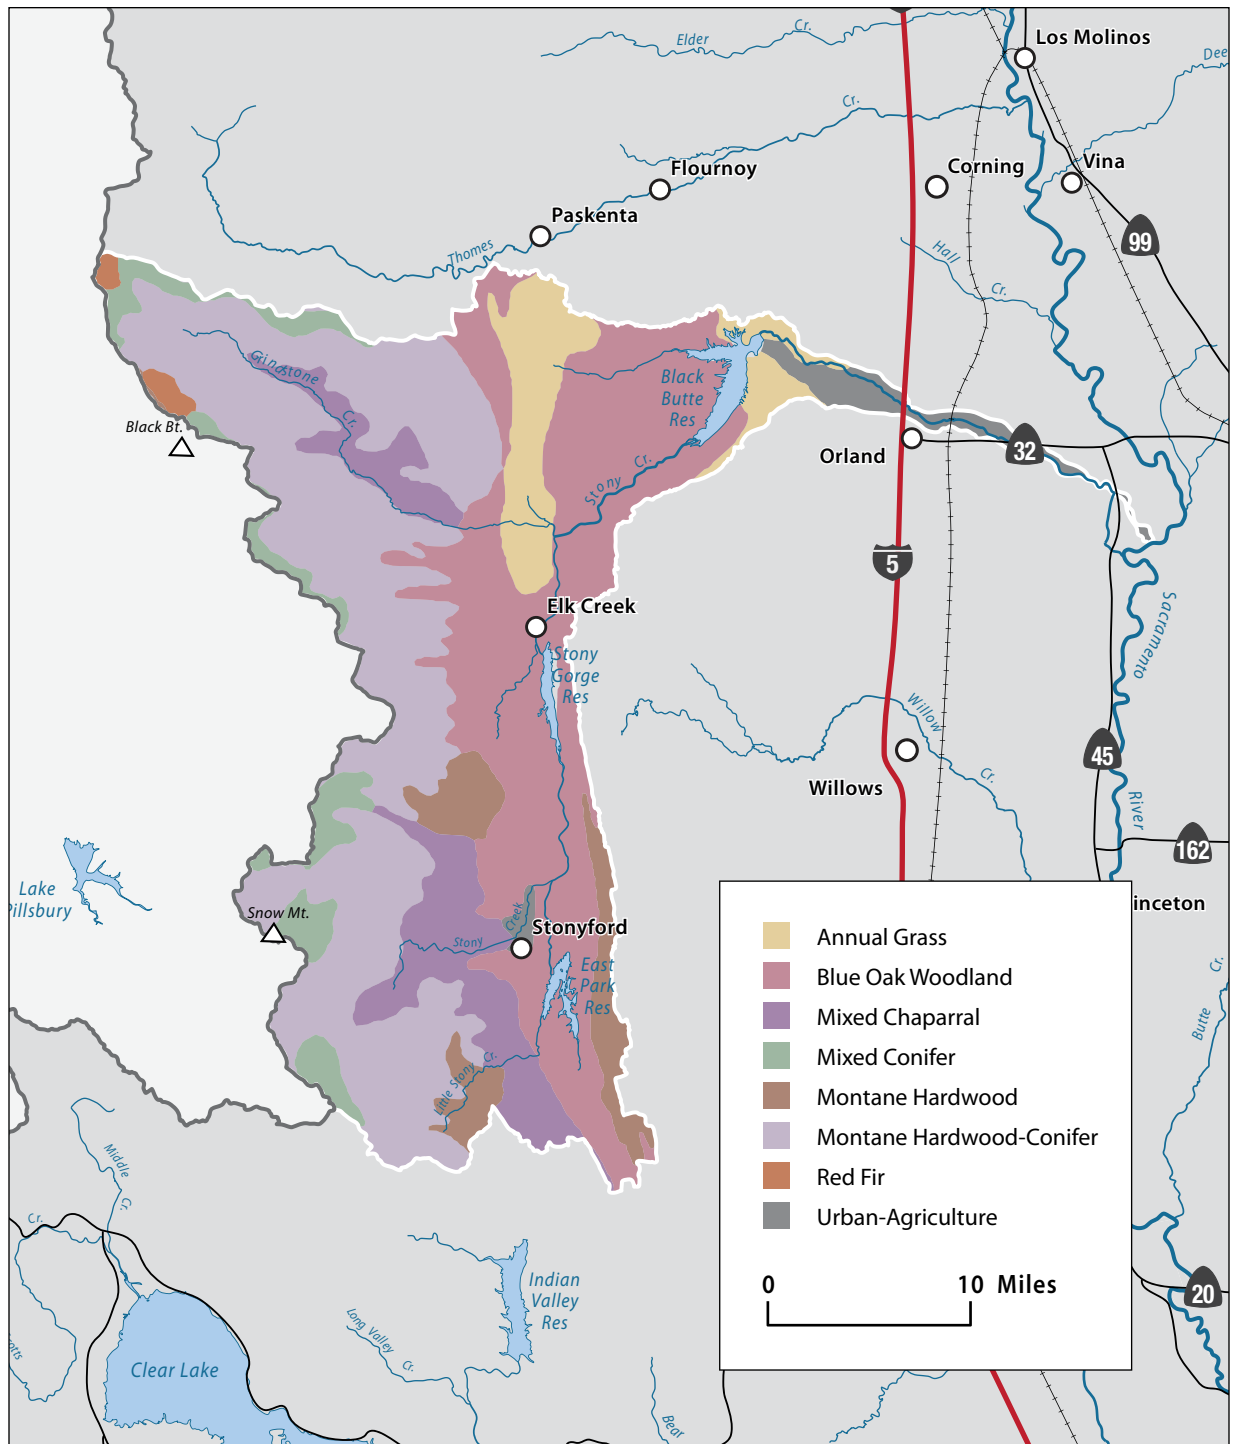 Elder
Cr.
Los Molinos
Dee
Cr.
Flournoy
Corning
Vina
Paskenta
Thomes
99
Hall
Cr.
Grindstone
Cr.
Black
Butte
Res
Black Bt.
Stony
Cr.
Orland
32
5
Elk Creek
Stony
Gorge
Res
Sacramento
River
Willow
Cr.
Willows
45
162
Lake
Pillsbury
Snow Mt.
Creek
Stony
Stonyford
East
Park
Res
inceton
Cr.
Butte
Little Stony
Cr.
Annual Grass
Blue Oak Woodland
Mixed Chaparral
Mixed Conifer
Montane Hardwood
Montane Hardwood-Conifer
Red Fir
Urban-Agriculture
0
10 Miles
Middle
Cr.
Cr.
Indian
Valley
Res
20
Long Valley
Cr.
Clear Lake
Bear